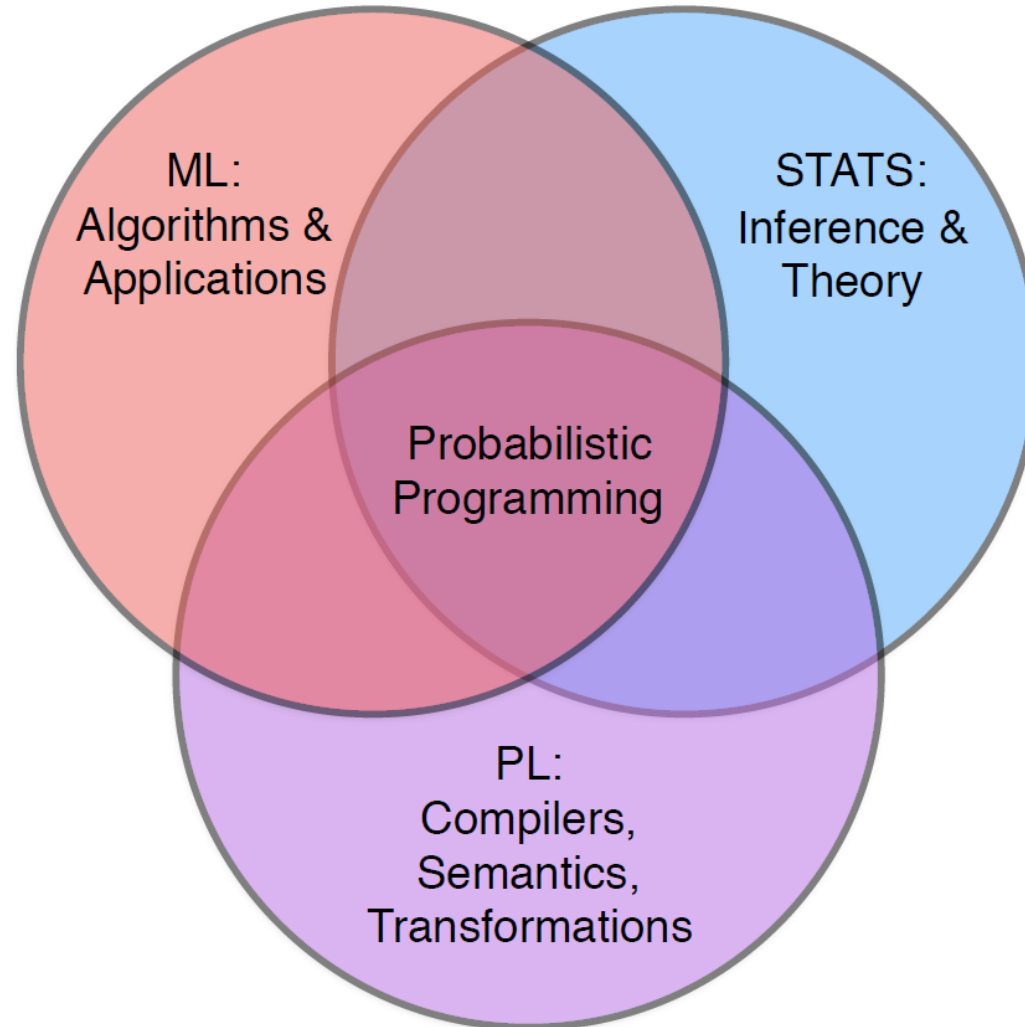 ML:
Algorithms &
Applications
STATS:
Inference &
Theory
Probabilistic
Programming
PL:
Compilers,
Semantics,
Transformations